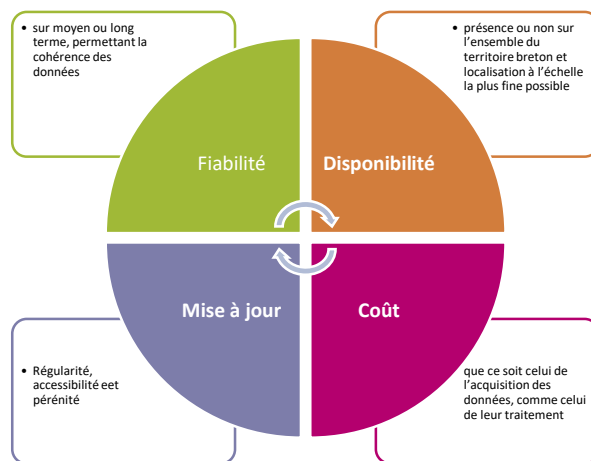 • sur moyen ou long
terme, permettant la
cohérence des
données
• présence ou non sur
l'ensemble du
territoire breton et
localisation à l'échelle
la plus fine possible
Fiabilité
Disponibilité
Mise à jour
Coût
• Régularité,
accessibilité eet
pérénité
que ce soit celui de
l'acquisition des
données, comme celui
de leur traitement